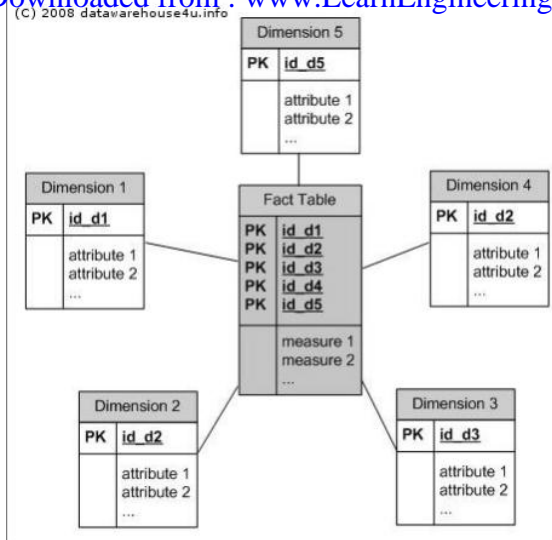 Downloaded from : www.LearnEngineering
(C) 2008 datawarehouse4u.info
Dimension 5
PK id_d5
attribute 1
attribute 2
...
Dimension 1
PK id_d1
attribute 1
attribute 2
...
Fact Table
PK id_d1
PK id_d2
PK id_d3
PK id_d4
PK id_d5
measure 1
measure 2
...
Dimension 4
PK id_d2
attribute 1
attribute 2
...
Dimension 2
PK id_d2
attribute 1
attribute 2
...
Dimension 3
PK id_d3
attribute 1
attribute 2
...